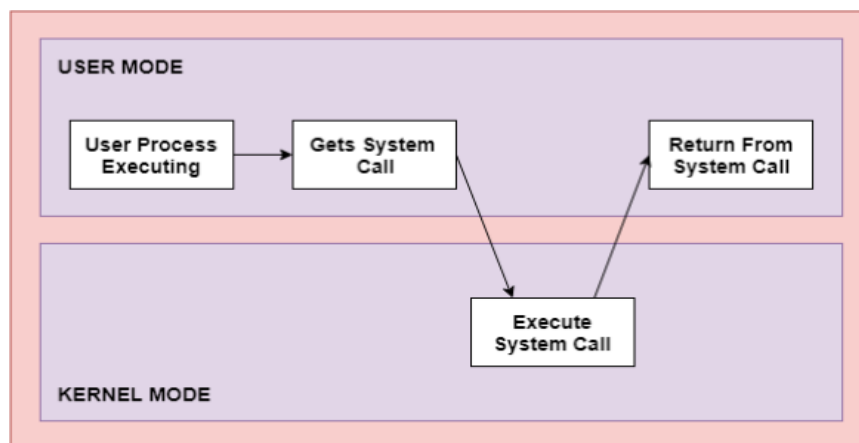 USER MODE
User Process
Executing
Gets System
Call
Return From
System Call
Execute
System Call
KERNEL MODE